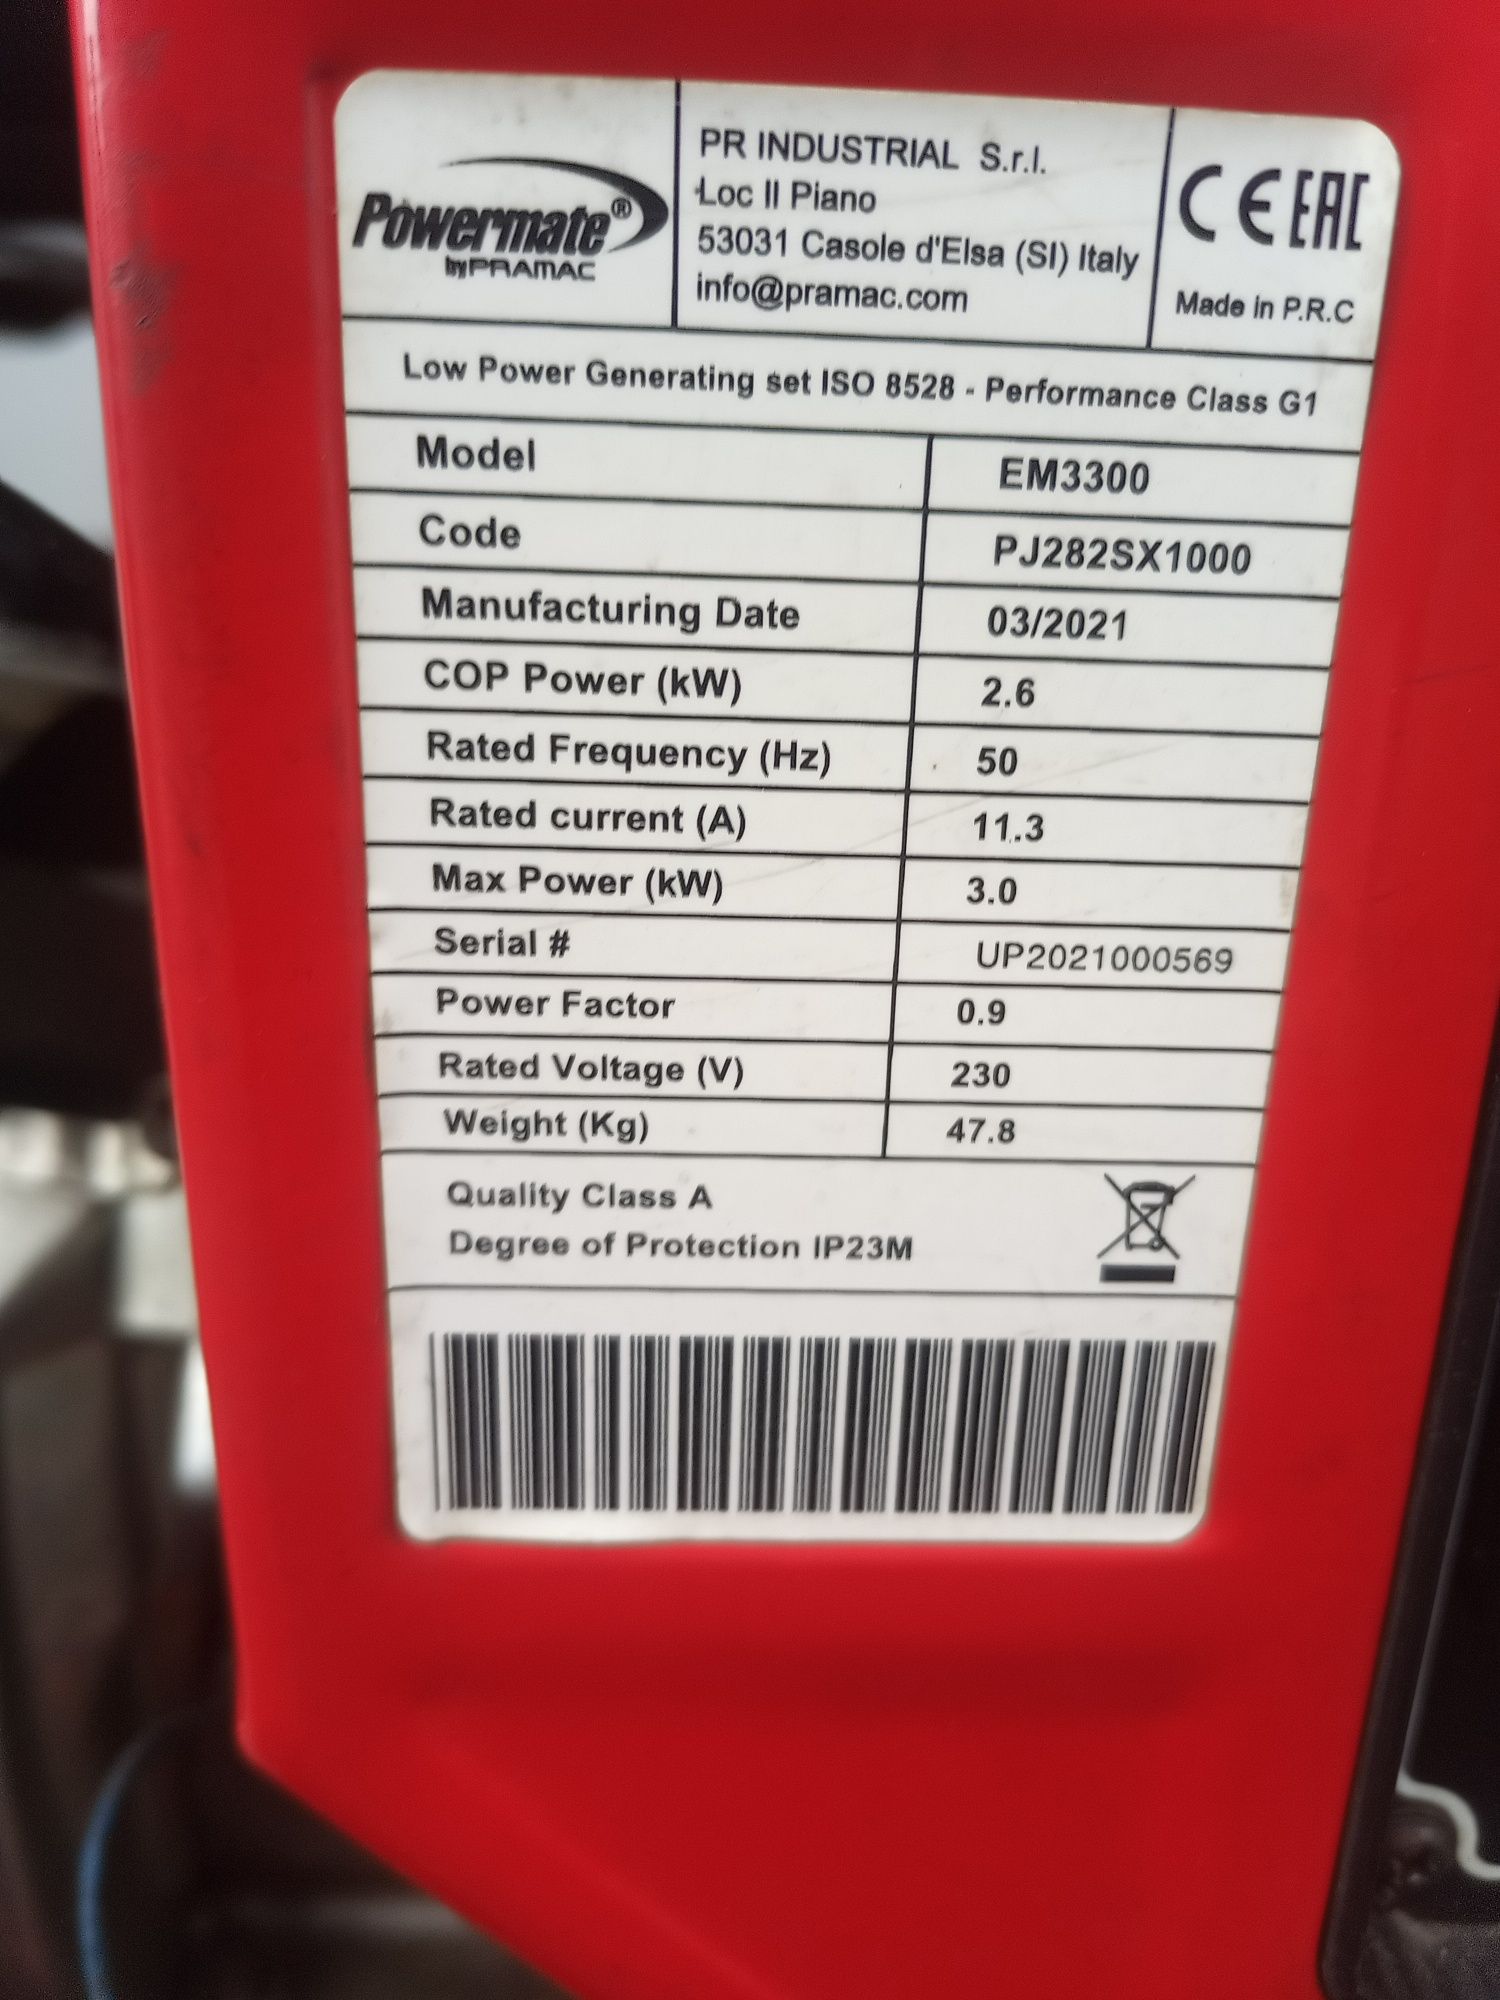 Powermate®
by PRAMAC
PR INDUSTRIAL S.r.l.
Loc Il Piano
53031 Casole d'Elsa (SI) Italy
info@pramac.com
CE EAC
Made in P.R.C
Low Power Generating set ISO 8528 - Performance Class G1
Model EM3300
Code PJ282SX1000
Manufacturing Date 03/2021
COP Power (kW) 2.6
Rated Frequency (Hz) 50
Rated current (A) 11.3
Max Power (kW) 3.0
Serial # UP2021000569
Power Factor 0.9
Rated Voltage (V) 230
Weight (Kg) 47.8
Quality Class A
Degree of Protection IP23M